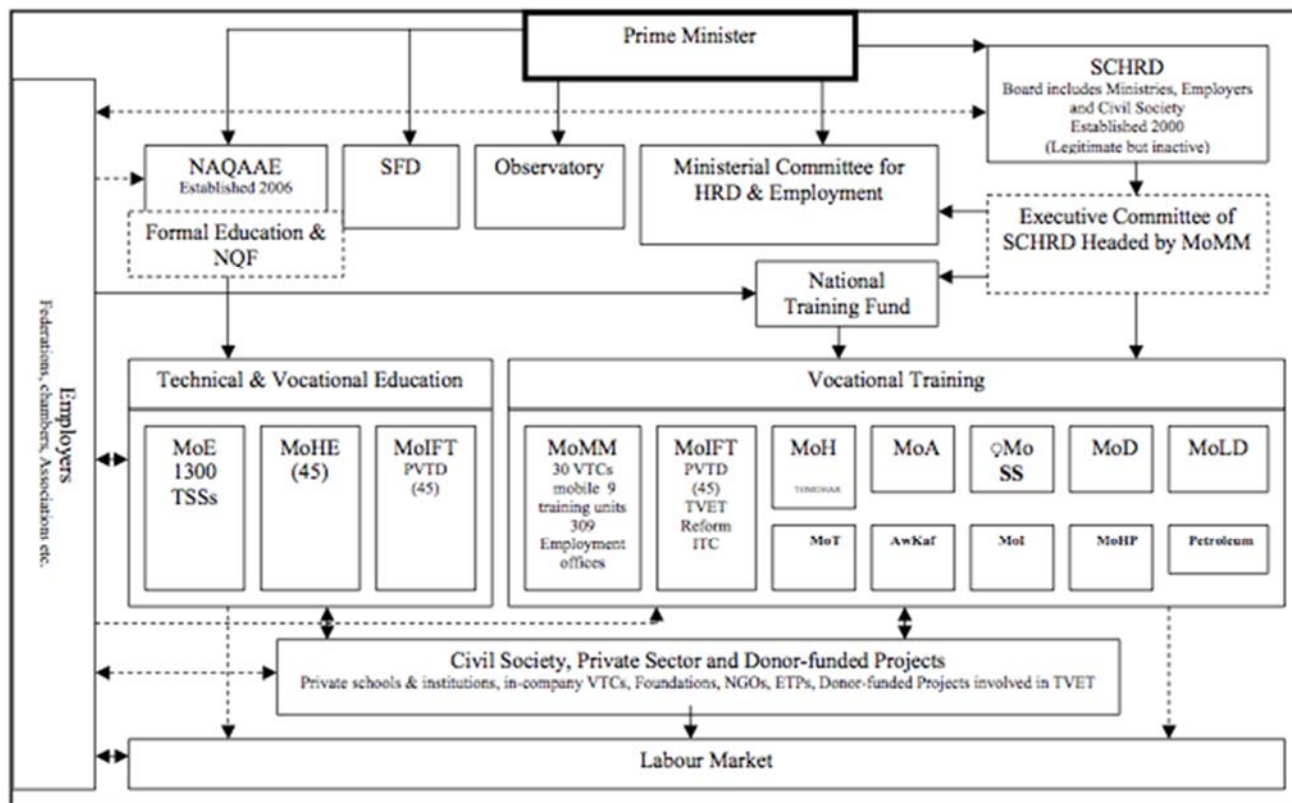 Prime Minister
SCHRD
Board includes Ministries, Employers
and Civil Society
Established 2000
(Legitimate but inactive)
NAQAAE
Established 2006
SFD
Observatory
Ministerial Committee for
HRD & Employment
Formal Education &
NQF
Executive Committee of
SCHRD Headed by MoMM
National
Training Fund
Employers
Federations, chambers, Associations etc.
Technical & Vocational Education
MoE
1300
TSSs
MoHE
(45)
MoIFT
PVTD
(45)
Vocational Training
MoMM
30 VTCs
mobile 9
training units
309
Employment
offices
MoIFT
PVTD
(45)
TVET
Reform
ITC
MoH
MoA
♀Mo
SS
MoD
MoLD
MoT
AwKaf
MoI
MoHP
Petroleum
Civil Society, Private Sector and Donor-funded Projects
Private schools & institutions, in-company VTCs, Foundations, NGOs, ETPs, Donor-funded Projects involved in TVET
Labour Market